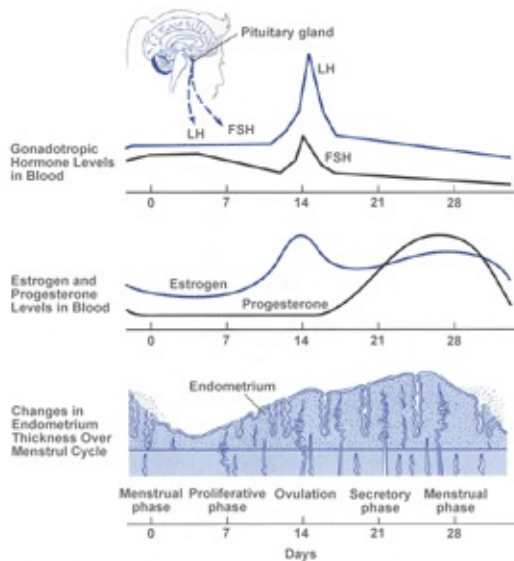 Pituitary gland
LH
FSH
LH
FSH
Gonadotropic
Hormone Levels
in Blood
0 7 14 21 28
Estrogen
Progesterone
Estrogen and
Progesterone
Levels in Blood
0 7 14 21 28
Endometrium
Changes in
Endometrium
Thickness Over
Menstrul Cycle
Menstrual
phase
Proliferative
phase
Ovulation
Secretory
phase
Menstrual
phase
0 7 14 21 28
Days